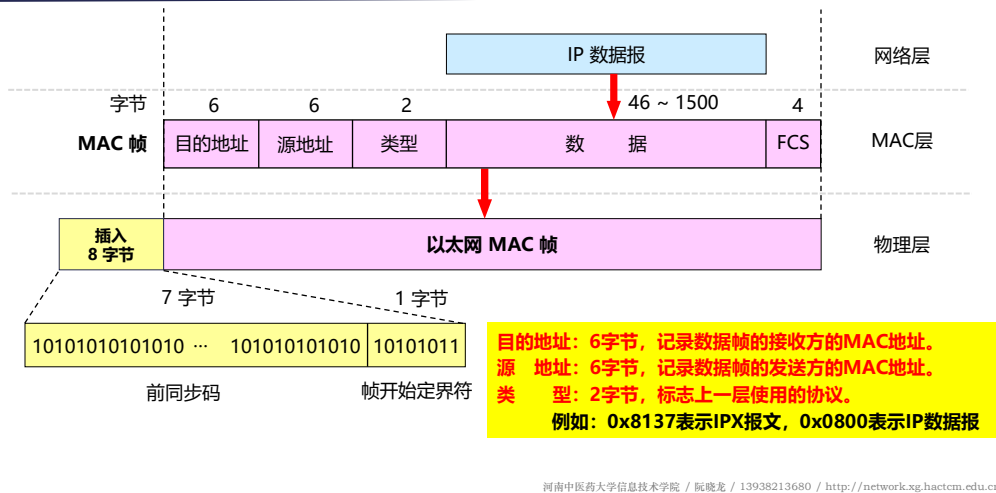 IP 数据报
网络层
字节 6 6 2 46 ~ 1500 4
MAC 帧 目的地址 源地址 类型 数 据 FCS MAC层
插入
8 字节
以太网 MAC 帧
物理层
7 字节 1 字节
10101010101010 ··· 101010101010 10101011
前同步码 帧开始定界符
目的地址：6字节，记录数据帧的接收方的MAC地址。
源 地址：6字节，记录数据帧的发送方的MAC地址。
类 型：2字节，标志上一层使用的协议。
例如：0x8137表示IPX报文，0x0800表示IP数据报
河南中医药大学信息技术学院 / 阮晓龙 / 13938213680 / http://network.xg.hactcm.edu.cn